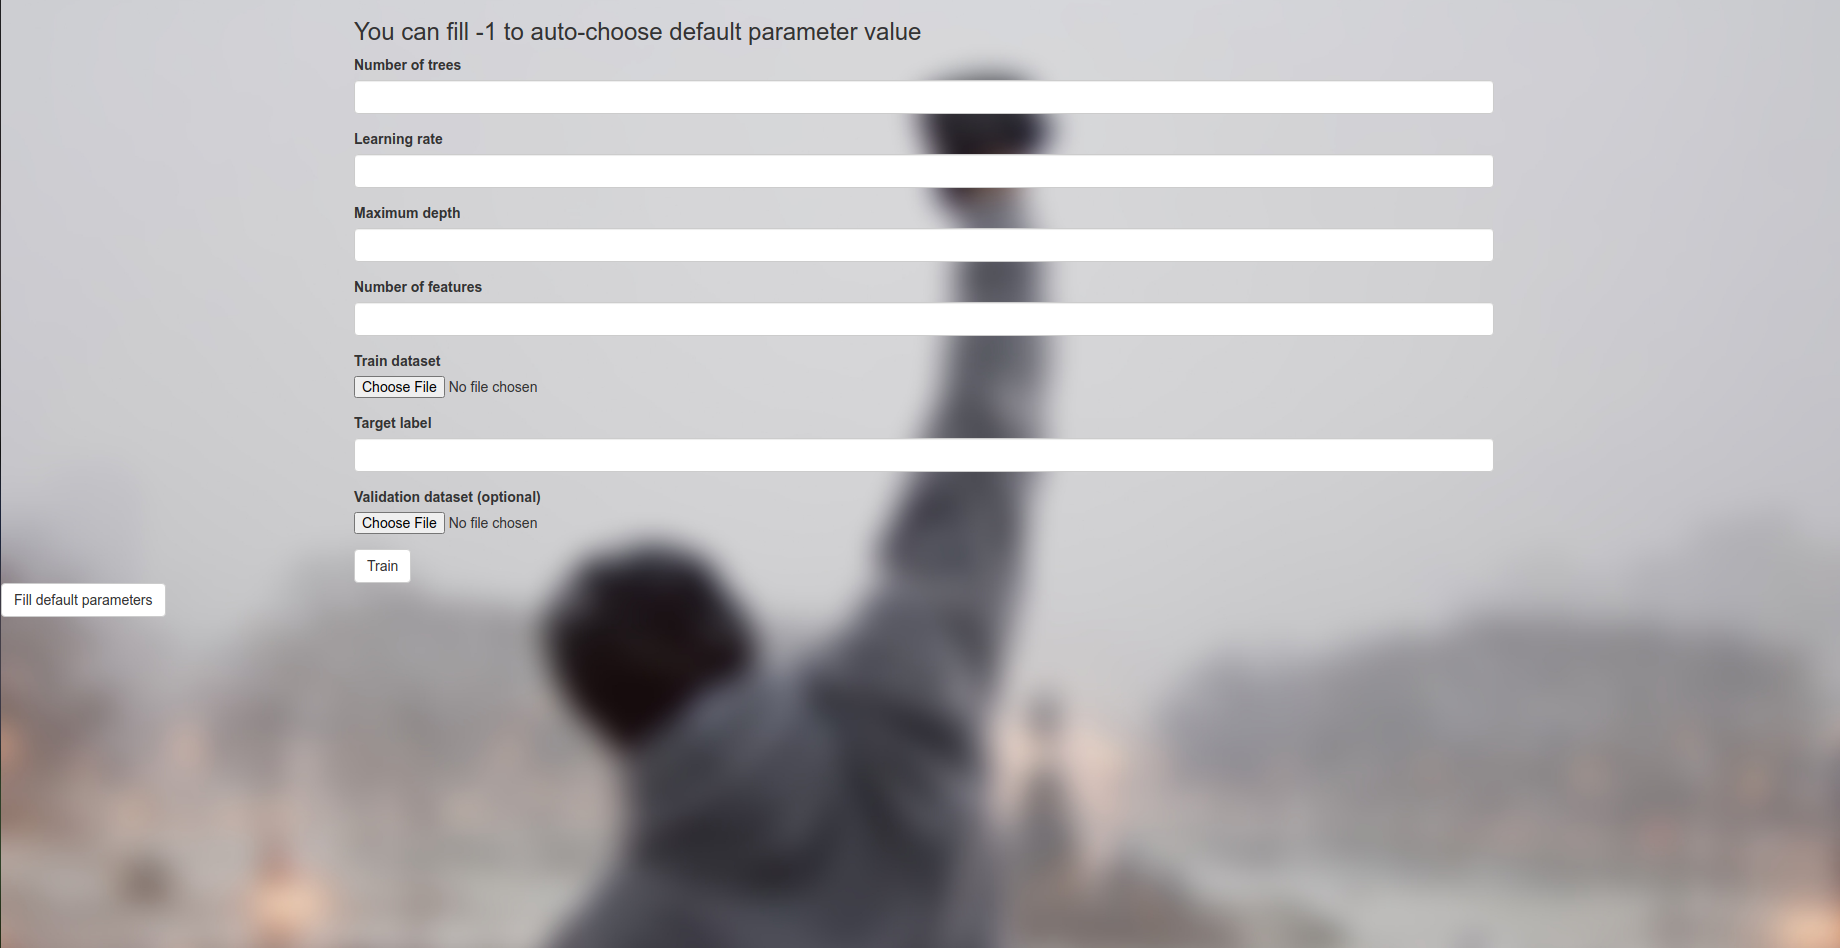 You can fill -1 to auto-choose default parameter value
Number of trees
Learning rate
Maximum depth
Number of features
Train dataset
Choose File No file chosen
Target label
Validation dataset (optional)
Choose File No file chosen
Train
Fill default parameters